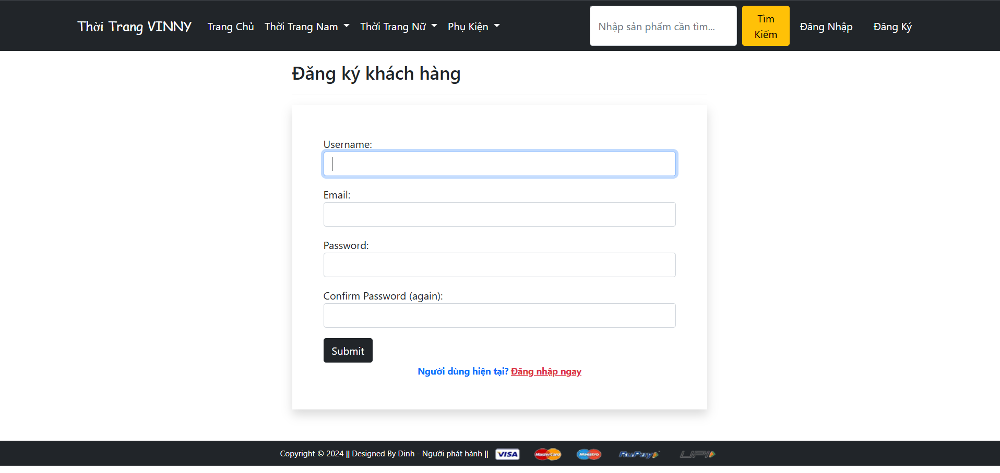 Thời Trang VINNY Trang Chủ Thời Trang Nam Thời Trang Nữ Phụ Kiện Nhập sản phẩm cần tìm... Tìm Kiếm Đăng Nhập Đăng Ký
Đăng ký khách hàng
Username:
Email:
Password:
Confirm Password (again):
Submit
Người dùng hiện tại? Đăng nhập ngay
Copyright © 2024 || Designed By Dinh - Người phát hành || VISA MasterCard Maestro RuPay UPI